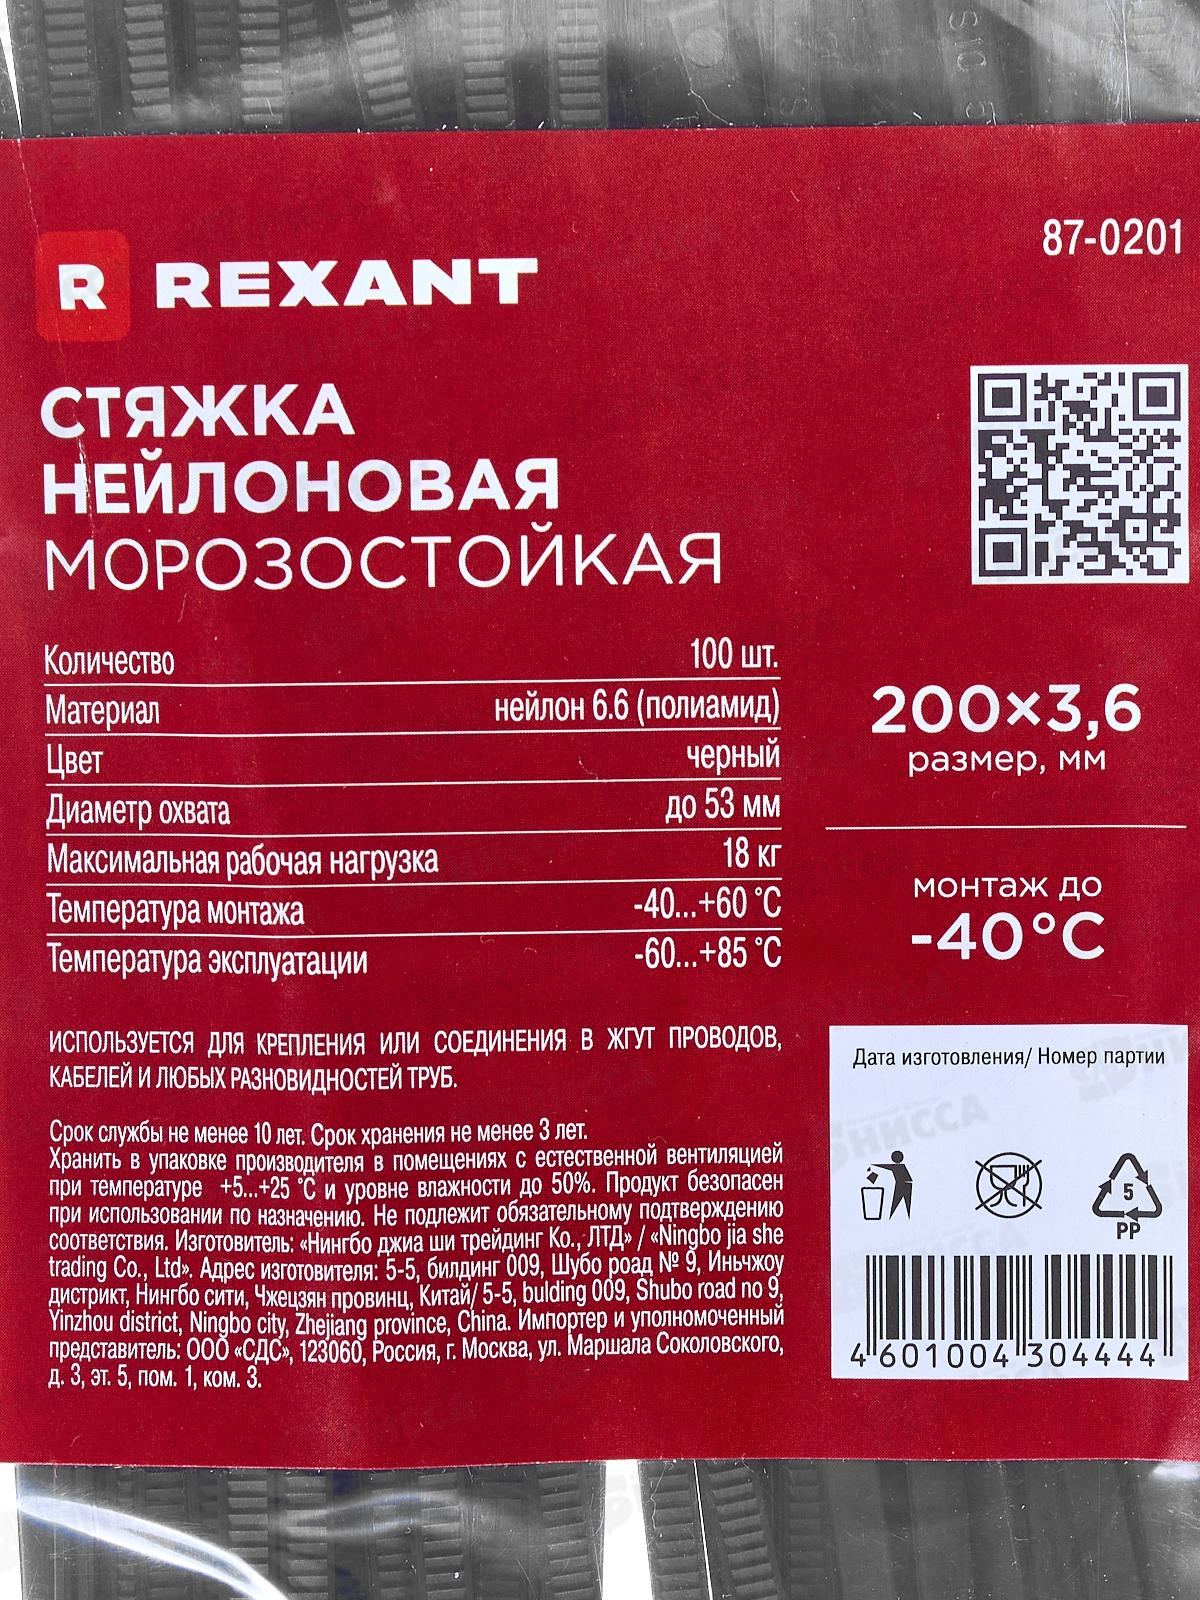 87-0201
R REXANT
СТЯЖКА
НЕЙЛОНОВАЯ
МОРОЗОСТОЙКАЯ
Количество 100 шт.
Материал нейлон 6.6 (полиамид)
Цвет черный
Диаметр охвата до 53 мм
Максимальная рабочая нагрузка 18 кг
Температура монтажа -40...+60 °C
Температура эксплуатации -60...+85 °C
200×3,6
размер, мм
монтаж до
-40°C
ИСПОЛЬЗУЕТСЯ ДЛЯ КРЕПЛЕНИЯ ИЛИ СОЕДИНЕНИЯ В ЖГУТ ПРОВОДОВ,
КАБЕЛЕЙ И ЛЮБЫХ РАЗНОВИДНОСТЕЙ ТРУБ.
Срок службы не менее 10 лет. Срок хранения не менее 3 лет.
Хранить в упаковке производителя в помещениях с естественной вентиляцией
при температуре +5...+25 °C и уровне влажности до 50%. Продукт безопасен
при использовании по назначению. Не подлежит обязательному подтверждению
соответствия. Изготовитель: «Нингбо джиа ши трейдинг Ко., ЛТД» / «Ningbo jia she
trading Co., Ltd». Адрес изготовителя: 5-5, билдинг 009, Шубо роад № 9, Иньчжоу
дистрикт, Нингбо сити, Чжецзян провинц, Китай/ 5-5, bulding 009, Shubo road no 9,
Yinzhou district, Ningbo city, Zhejiang province, China. Импортер и уполномоченный
представитель: ООО «СДС», 123060, Россия, г. Москва, ул. Маршала Соколовского,
д. 3, эт. 5, пом. 1, ком. 3.
Дата изготовления/ Номер партии
5
PP
4 601004 304444